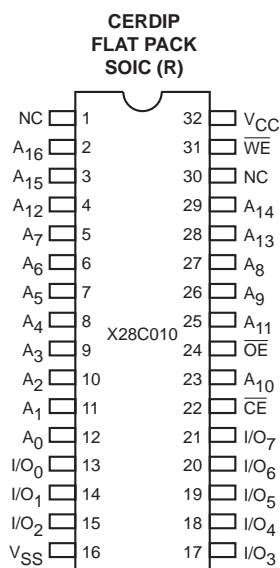 CERDIP
FLAT PACK
SOIC (R)
NC 1 32 VCC
A16 2 31 W̅E̅
A15 3 30 NC
A12 4 29 A14
A7 5 28 A13
A6 6 27 A8
A5 7 26 A9
A4 8 25 A11
X28C010
A3 9 24 O̅E̅
A2 10 23 A10
A1 11 22 C̅E̅
A0 12 21 I/O7
I/O0 13 20 I/O6
I/O1 14 19 I/O5
I/O2 15 18 I/O4
VSS 16 17 I/O3